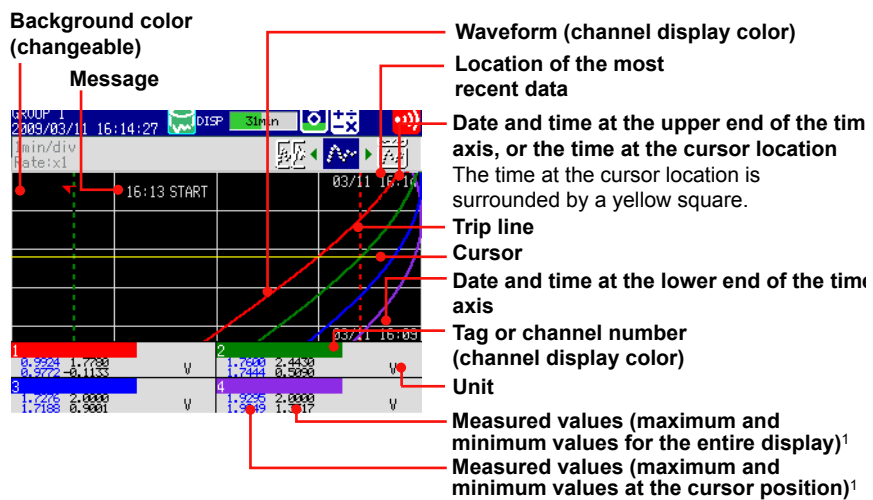 Background color
(changeable)
Message
Waveform (channel display color)
Location of the most
recent data
Date and time at the upper end of the tim
axis, or the time at the cursor location
The time at the cursor location is
surrounded by a yellow square.
Trip line
Cursor
Date and time at the lower end of the time
axis
Tag or channel number
(channel display color)
Unit
Measured values (maximum and
minimum values for the entire display)1
Measured values (maximum and
minimum values at the cursor position)1
GROUP 1
2009/03/11 16:14:27 DISP 31min
1min/div
Rate:x1
16:13 START
03/11 16:14
03/11 16:09
1
0.9924 1.7780
0.9772 -0.1133 V
2
1.7600 2.4430
1.7444 0.5090 V
3
1.7276 2.0000
1.7188 0.9001 V
4
1.9295 2.0000
V